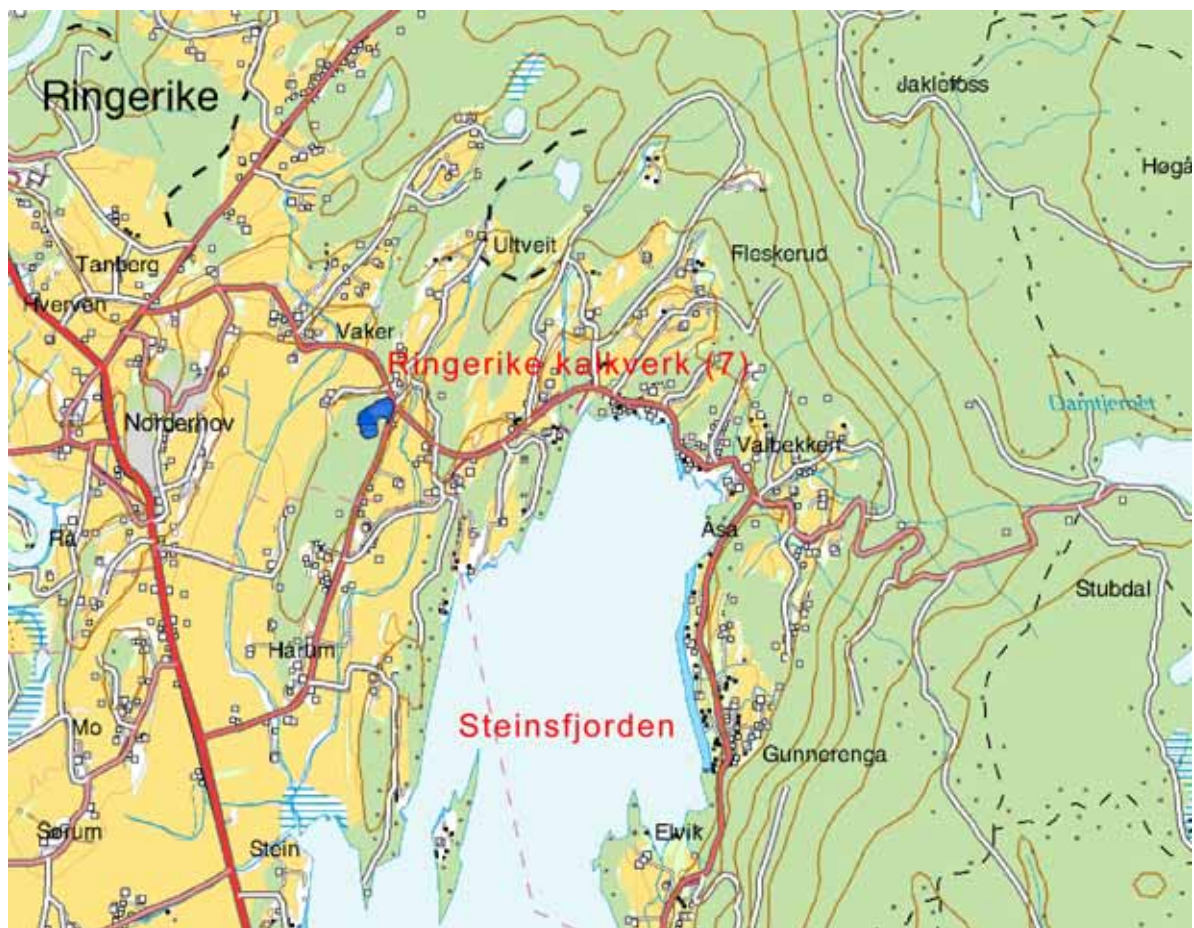 Ringerike
Jaklefoss
Høgå
Ultveit
Fleskerud
Tanberg
Hverven
Vaker
Ringerike kalkverk (7)
Damtjernet
Norderhov
Valbekken
Åsa
Rå
Stubdal
Harum
Steinsfjorden
Mo
Gunnerenga
Sørum
Elvik
Stein